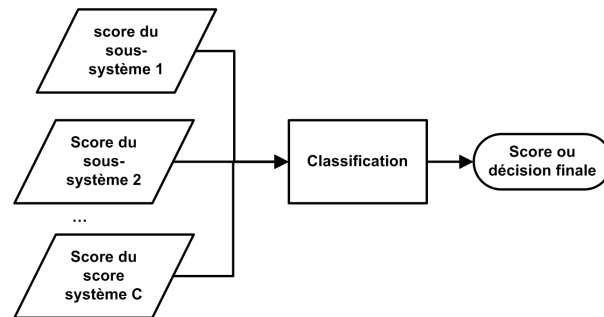 score du
sous-
système 1
Score du
sous-
système 2
...
Score du
score
système C
Classification
Score ou
décision finale